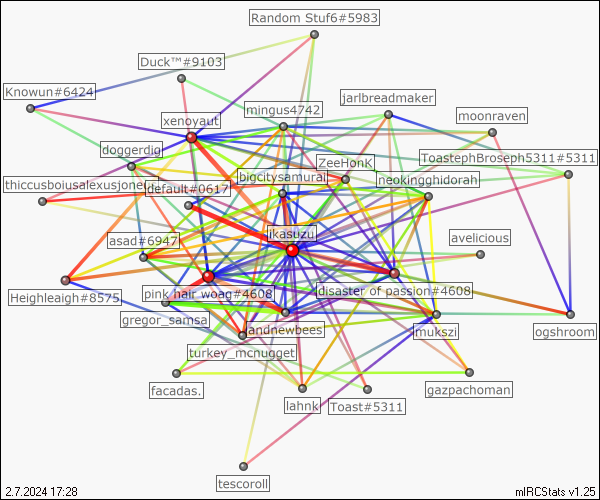 Random Stuf6#5983
Duck™#9103
Knowun#6424
jarlbreadmaker
mingus4742
moonraven
xenoyaut
doggerdig
ZeeHonK
ToastephBroseph5311#5311
bigcitysamurai
neokingghidorah
thiccusboiusalexusjones
default#0617
ikasuzu
asad#6947
avelicious
pink hair woag#4608
disaster of passion#4608
Heighleaigh#8575
gregor_samsa
andnewbees
mukszi
ogshroom
turkey_mcnugget
facadas.
gazpachoman
lahnk
Toast#5311
tescoroll
2.7.2024 17:28
mIRCStats v1.25